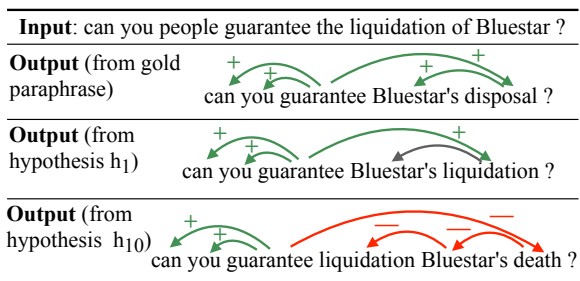 Input: can you people guarantee the liquidation of Bluestar ?
Output (from gold
paraphrase)
+ + + +
can you guarantee Bluestar's disposal ?
Output (from
hypothesis h1)
+ + +
can you guarantee Bluestar's liquidation ?
Output (from
hypothesis h10)
+ + — — —
can you guarantee liquidation Bluestar's death ?